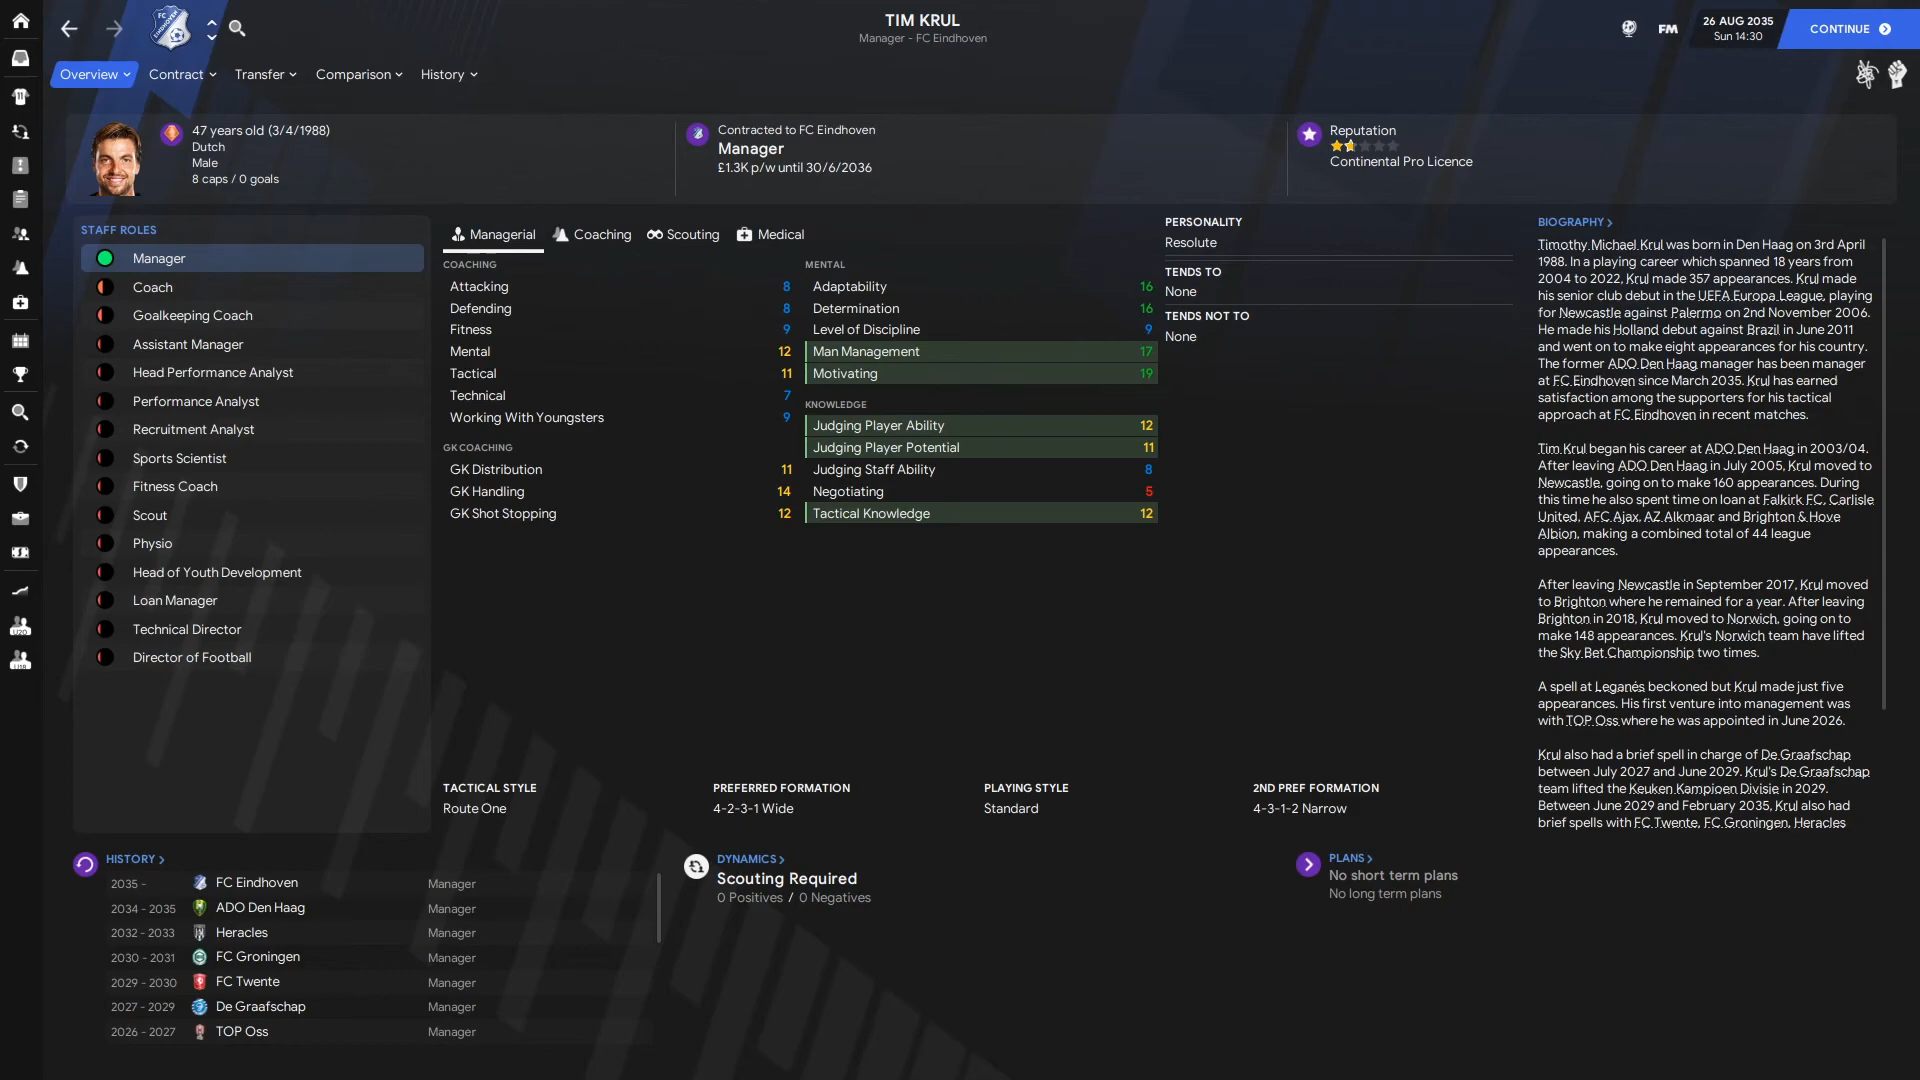 TIM KRUL
Manager - FC Eindhoven
FM
26 AUG 2035
Sun 14:30
CONTINUE
Overview
Contract
Transfer
Comparison
History
47 years old (3/4/1988)
Dutch
Male
8 caps / 0 goals
Contracted to FC Eindhoven
Manager
£1.3K p/w until 30/6/2036
Reputation
Continental Pro Licence
STAFF ROLES
Manager
Coach
Goalkeeping Coach
Assistant Manager
Head Performance Analyst
Performance Analyst
Recruitment Analyst
Sports Scientist
Fitness Coach
Scout
Physio
Head of Youth Development
Loan Manager
Technical Director
Director of Football
Managerial
Coaching
Scouting
Medical
COACHING
Attacking 8
Defending 8
Fitness 9
Mental 12
Tactical 11
Technical 7
Working With Youngsters 9
GK COACHING
GK Distribution 11
GK Handling 14
GK Shot Stopping 12
MENTAL
Adaptability 16
Determination 16
Level of Discipline 9
Man Management 17
Motivating 19
KNOWLEDGE
Judging Player Ability 12
Judging Player Potential 11
Judging Staff Ability 8
Negotiating 5
Tactical Knowledge 12
PERSONALITY
Resolute
TENDS TO
None
TENDS NOT TO
None
BIOGRAPHY
Timothy Michael Krul was born in Den Haag on 3rd April
1988. In a playing career which spanned 18 years from
2004 to 2022, Krul made 357 appearances. Krul made
his senior club debut in the UEFA Europa League, playing
for Newcastle against Palermo on 2nd November 2006.
He made his Holland debut against Brazil in June 2011
and went on to make eight appearances for his country.
The former ADO Den Haag manager has been manager
at FC Eindhoven since March 2035. Krul has earned
satisfaction among the supporters for his tactical
approach at FC Eindhoven in recent matches.
Tim Krul began his career at ADO Den Haag in 2003/04.
After leaving ADO Den Haag in July 2005, Krul moved to
Newcastle, going on to make 160 appearances. During
this time he also spent time on loan at Falkirk FC, Carlisle
United, AFC Ajax, AZ Alkmaar and Brighton & Hove
Albion, making a combined total of 44 league
appearances.
After leaving Newcastle in September 2017, Krul moved
to Brighton where he remained for a year. After leaving
Brighton in 2018, Krul moved to Norwich, going on to
make 148 appearances. Krul's Norwich team have lifted
the Sky Bet Championship two times.
A spell at Leganés beckoned but Krul made just five
appearances. His first venture into management was
with TOP Oss where he was appointed in June 2026.
Krul also had a brief spell in charge of De Graafschap
between July 2027 and June 2029. Krul's De Graafschap
team lifted the Keuken Kampioen Divisie in 2029.
Between June 2029 and February 2035, Krul also had
brief spells with FC Twente, FC Groningen, Heracles
TACTICAL STYLE
Route One
PREFERRED FORMATION
4-2-3-1 Wide
PLAYING STYLE
Standard
2ND PREF FORMATION
4-3-1-2 Narrow
HISTORY
2035 - FC Eindhoven Manager
2034 - 2035 ADO Den Haag Manager
2032 - 2033 Heracles Manager
2030 - 2031 FC Groningen Manager
2029 - 2030 FC Twente Manager
2027 - 2029 De Graafschap Manager
2026 - 2027 TOP Oss Manager
DYNAMICS
Scouting Required
0 Positives / 0 Negatives
PLANS
No short term plans
No long term plans